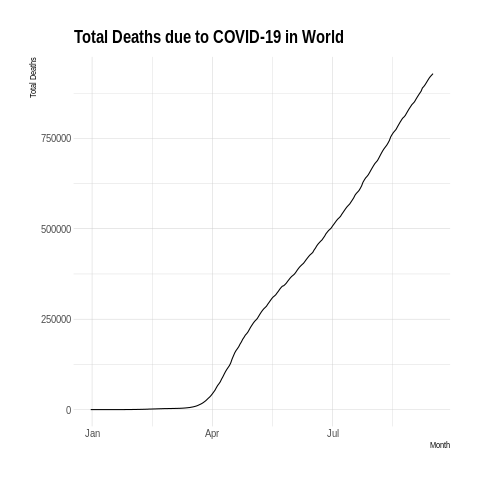 Total Deaths due to COVID-19 in World
Total Deaths
750000
500000
250000
0
Jan Apr Jul
Month